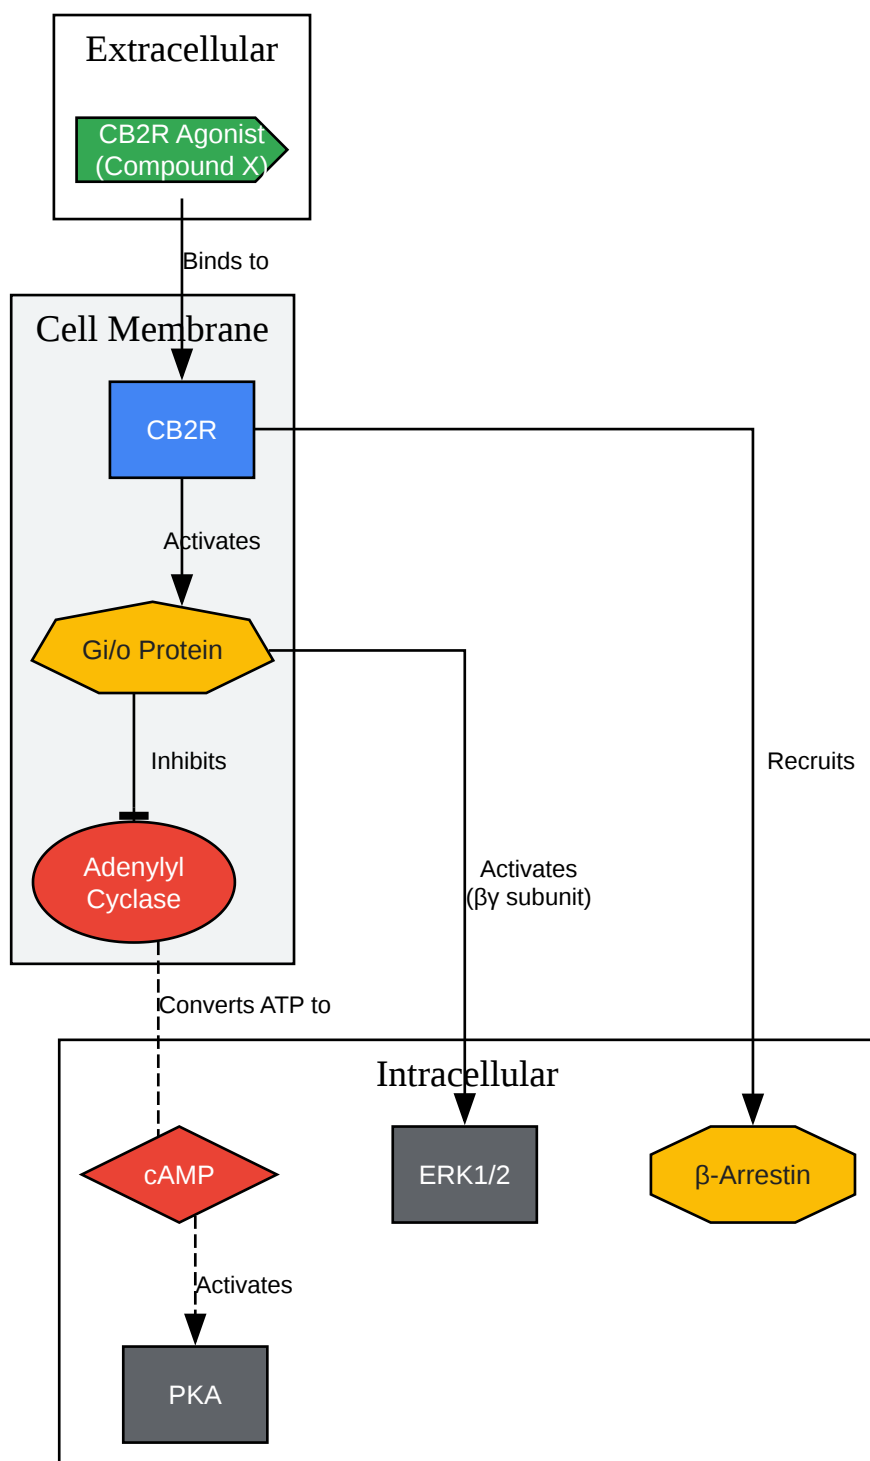 Extracellular
CB2R Agonist
(Compound X)
Binds to
Cell Membrane
CB2R
Activates
Gi/o Protein
Inhibits
Recruits
Adenylyl
Cyclase
Activates
(βγ subunit)
Converts ATP to
Intracellular
cAMP
ERK1/2
β-Arrestin
Activates
PKA